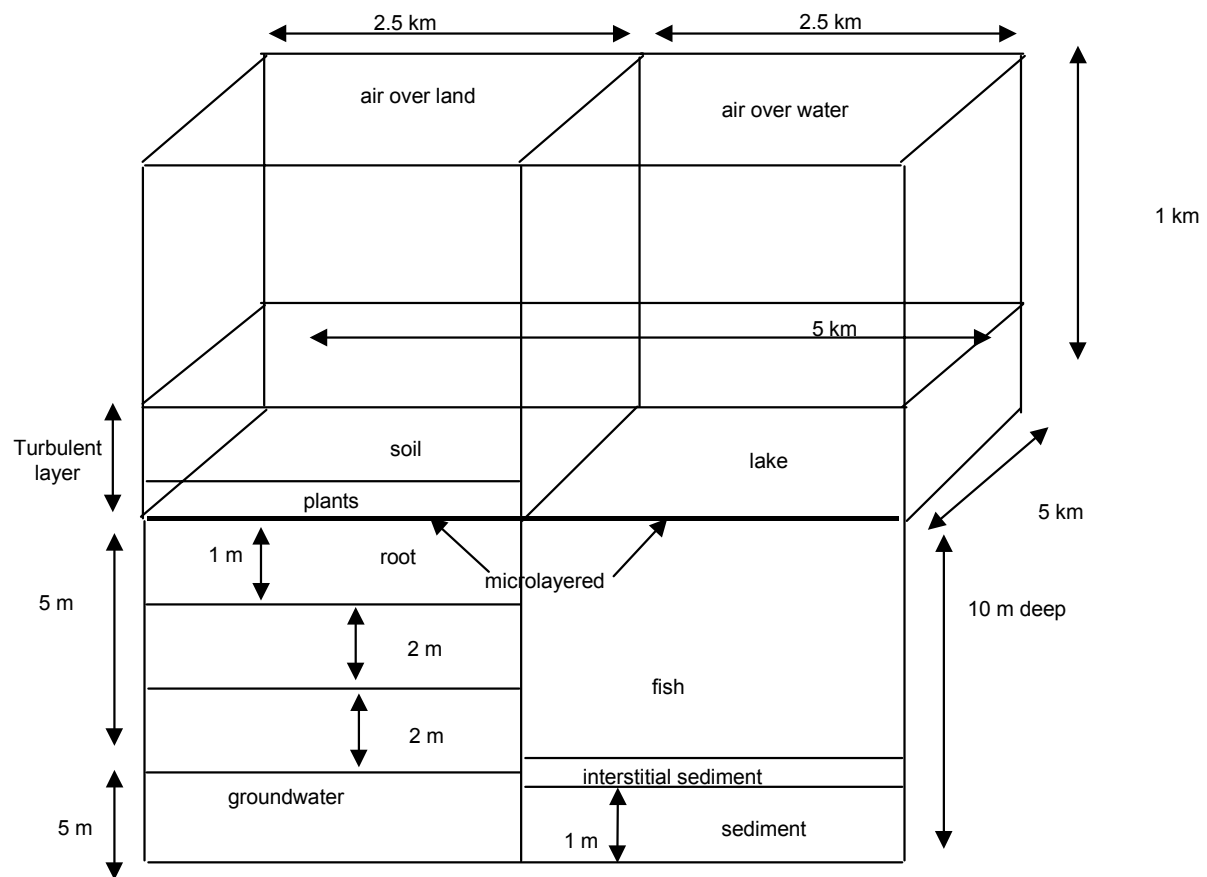 2.5 km
2.5 km
air over land
air over water
1 km
5 km
Turbulent
layer
soil
lake
plants
5 km
1 m
root
microlayered
5 m
10 m deep
2 m
fish
2 m
interstitial sediment
groundwater
5 m
1 m
sediment